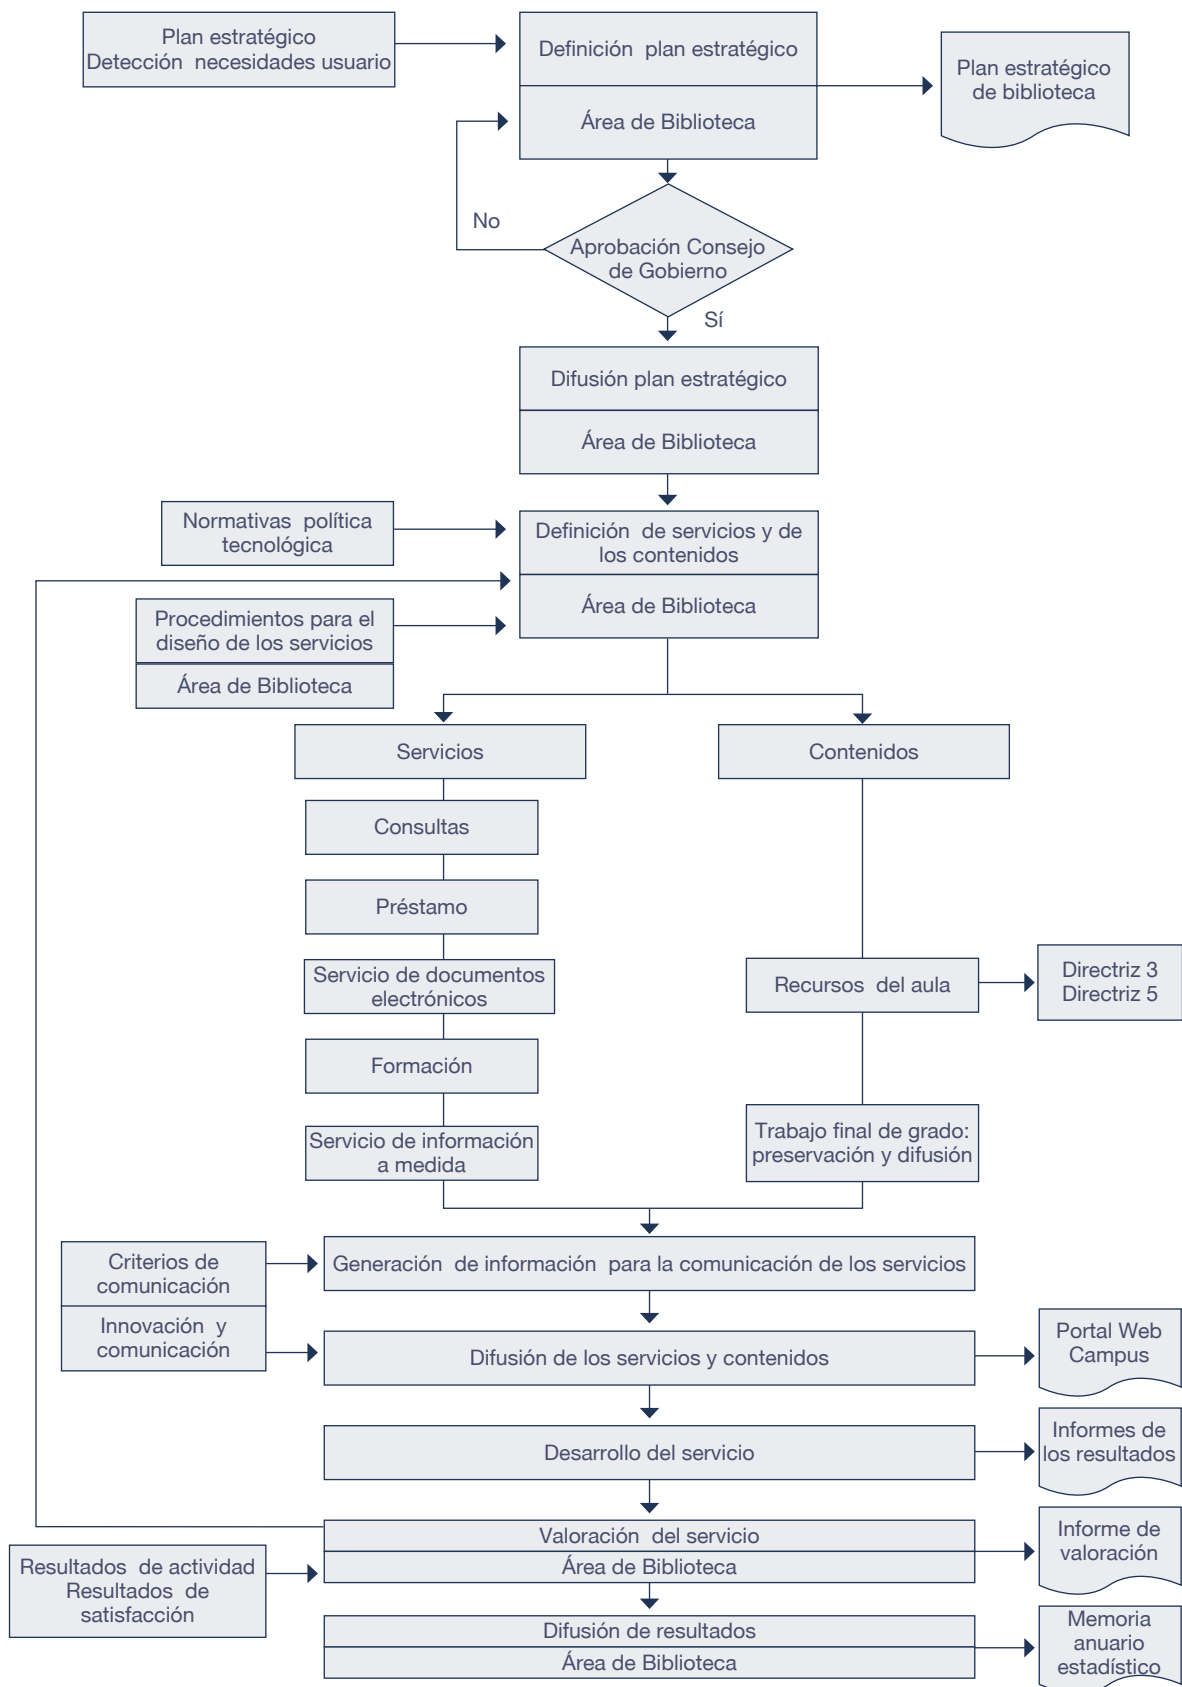 Plan estratégico
Detección necesidades usuario
Definición plan estratégico
Área de Biblioteca
Plan estratégico
de biblioteca
No
Aprobación Consejo
de Gobierno
Sí
Difusión plan estratégico
Área de Biblioteca
Normativas política
tecnológica
Definición de servicios y de
los contenidos
Área de Biblioteca
Procedimientos para el
diseño de los servicios
Área de Biblioteca
Servicios
Contenidos
Consultas
Préstamo
Servicio de documentos
electrónicos
Recursos del aula
Directriz 3
Directriz 5
Formación
Servicio de información
a medida
Trabajo final de grado:
preservación y difusión
Criterios de
comunicación
Generación de información para la comunicación de los servicios
Innovación y
comunicación
Difusión de los servicios y contenidos
Portal Web
Campus
Desarrollo del servicio
Informes de
los resultados
Valoración del servicio
Área de Biblioteca
Informe de
valoración
Resultados de actividad
Resultados de
satisfacción
Difusión de resultados
Área de Biblioteca
Memoria
anuario
estadístico